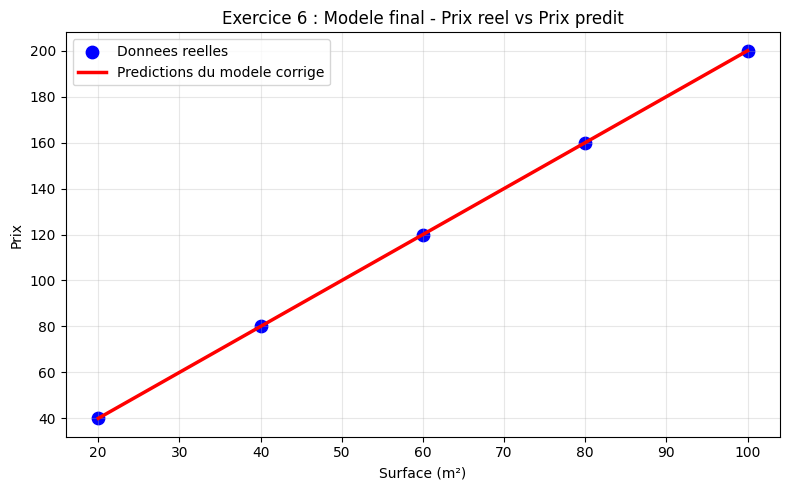 Exercice 6 : Modele final - Prix reel vs Prix predit
Donnees reelles
Predictions du modele corrige
200
180
160
140
120
100
80
60
40
Prix
20 30 40 50 60 70 80 90 100
Surface (m²)